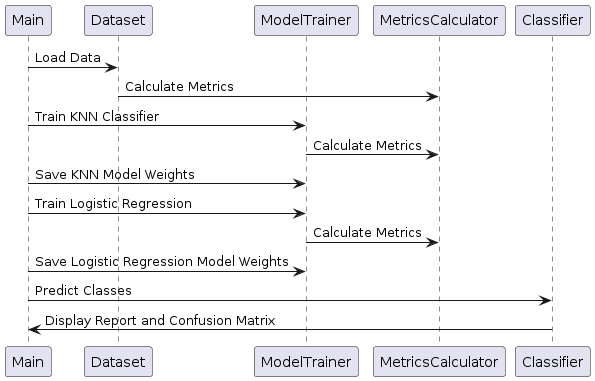 Main Dataset ModelTrainer MetricsCalculator Classifier
Load Data
Calculate Metrics
Train KNN Classifier
Calculate Metrics
Save KNN Model Weights
Train Logistic Regression
Calculate Metrics
Save Logistic Regression Model Weights
Predict Classes
Display Report and Confusion Matrix
Main Dataset ModelTrainer MetricsCalculator Classifier